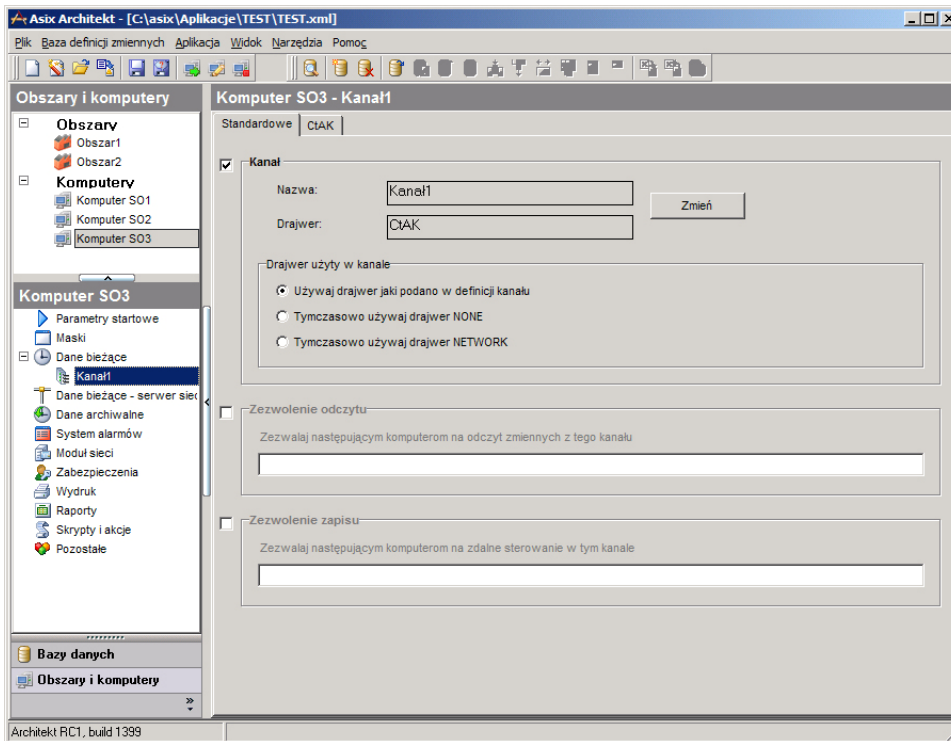 Asix Architekt - [C:\asix\Aplikacje\TEST\TEST.xml]
Plik Baza definicji zmiennych Aplikacja Widok Narzędzia Pomoc
Obszary i komputery
Obszary
Obszar1
Obszar2
Komputery
Komputer SO1
Komputer SO2
Komputer SO3
Komputer SO3
Parametry startowe
Maski
Dane bieżące
Kanał1
Dane bieżące - serwer siec
Dane archiwalne
System alarmów
Moduł sieci
Zabezpieczenia
Wydruk
Raporty
Skrypty i akcje
Pozostałe
Bazy danych
Obszary i komputery
Komputer SO3 - Kanał1
Standardowe CtAK
Kanał
Nazwa: Kanał1
Zmień
Drajwer: CtAK
Drajwer użyty w kanale
Używaj drajwer jaki podano w definicji kanału
Tymczasowo używaj drajwer NONE
Tymczasowo używaj drajwer NETWORK
Zezwolenie odczytu
Zezwalaj następującym komputerom na odczyt zmiennych z tego kanału
Zezwolenie zapisu
Zezwalaj następującym komputerom na zdalne sterowanie w tym kanale
Architekt RC1, build 1399